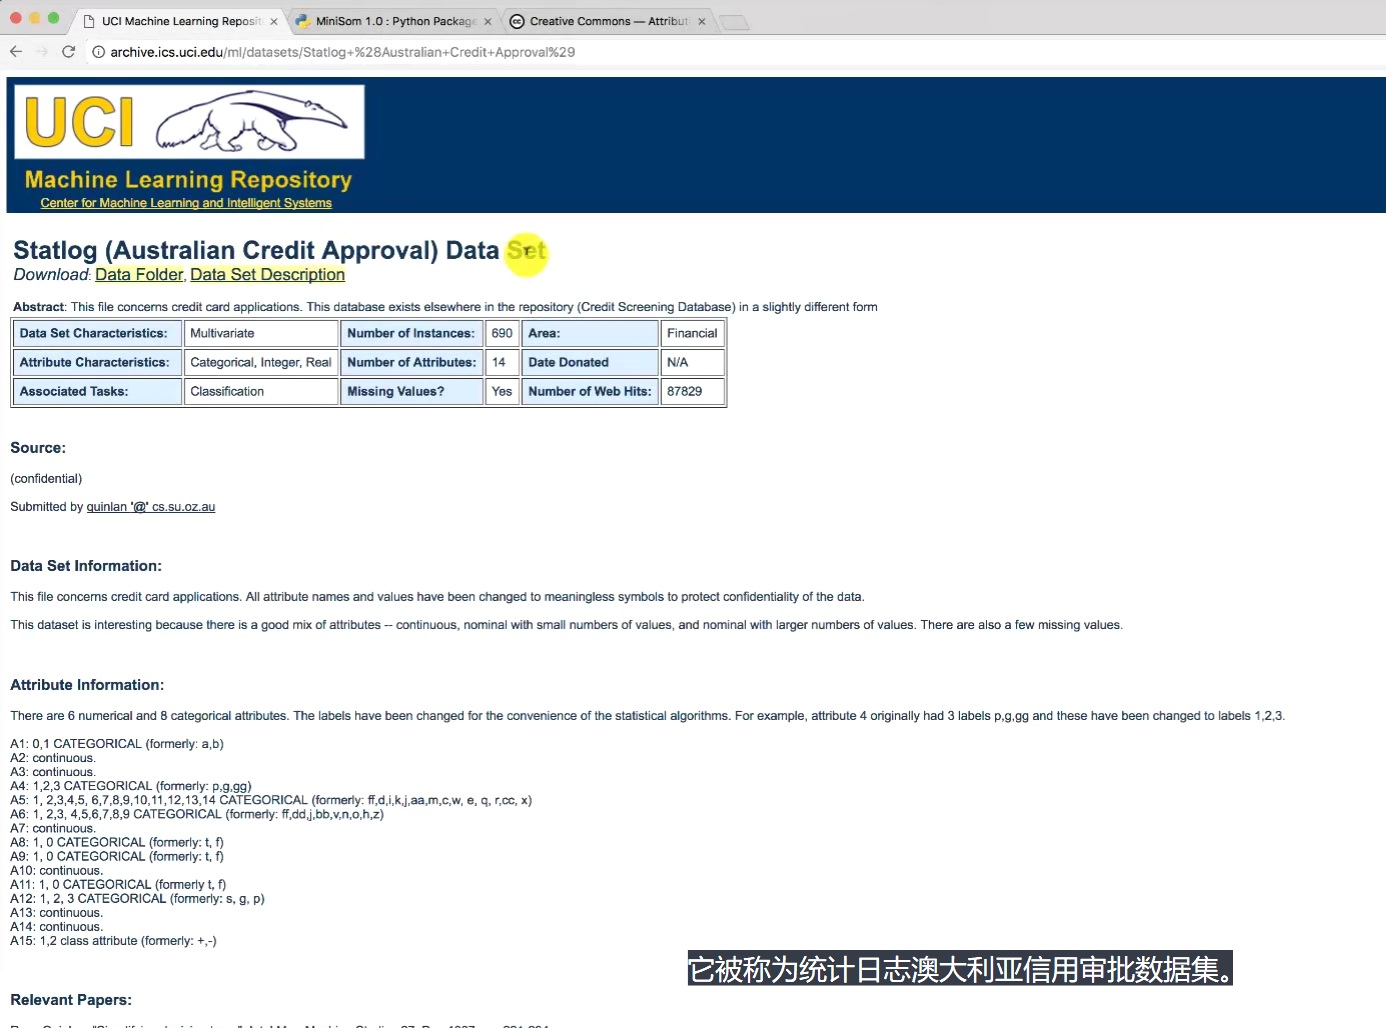 UCI Machine Learning Reposit
MiniSom 1.0 : Python Package
Creative Commons — Attribut
archive.ics.uci.edu/ml/datasets/Statlog+%28Australian+Credit+Approval%29
UCI
Machine Learning Repository
Center for Machine Learning and Intelligent Systems
Statlog (Australian Credit Approval) Data Set
Download: Data Folder, Data Set Description
Abstract: This file concerns credit card applications. This database exists elsewhere in the repository (Credit Screening Database) in a slightly different form
Data Set Characteristics: Multivariate Number of Instances: 690 Area: Financial
Attribute Characteristics: Categorical, Integer, Real Number of Attributes: 14 Date Donated N/A
Associated Tasks: Classification Missing Values? Yes Number of Web Hits: 87829
Source:
(confidential)
Submitted by quinlan '@' cs.su.oz.au
Data Set Information:
This file concerns credit card applications. All attribute names and values have been changed to meaningless symbols to protect confidentiality of the data.
This dataset is interesting because there is a good mix of attributes -- continuous, nominal with small numbers of values, and nominal with larger numbers of values. There are also a few missing values.
Attribute Information:
There are 6 numerical and 8 categorical attributes. The labels have been changed for the convenience of the statistical algorithms. For example, attribute 4 originally had 3 labels p,g,gg and these have been changed to labels 1,2,3.
A1: 0,1 CATEGORICAL (formerly: a,b)
A2: continuous.
A3: continuous.
A4: 1,2,3 CATEGORICAL (formerly: p,g,gg)
A5: 1, 2,3,4,5, 6,7,8,9,10,11,12,13,14 CATEGORICAL (formerly: ff,d,i,k,j,aa,m,c,w, e, q, r,cc, x)
A6: 1, 2,3, 4,5,6,7,8,9 CATEGORICAL (formerly: ff,dd,j,bb,v,n,o,h,z)
A7: continuous.
A8: 1, 0 CATEGORICAL (formerly: t, f)
A9: 1, 0 CATEGORICAL (formerly: t, f)
A10: continuous.
A11: 1, 0 CATEGORICAL (formerly t, f)
A12: 1, 2, 3 CATEGORICAL (formerly: s, g, p)
A13: continuous.
A14: continuous.
A15: 1,2 class attribute (formerly: +,-)
它被称为统计日志澳大利亚信用审批数据集。
Relevant Papers: